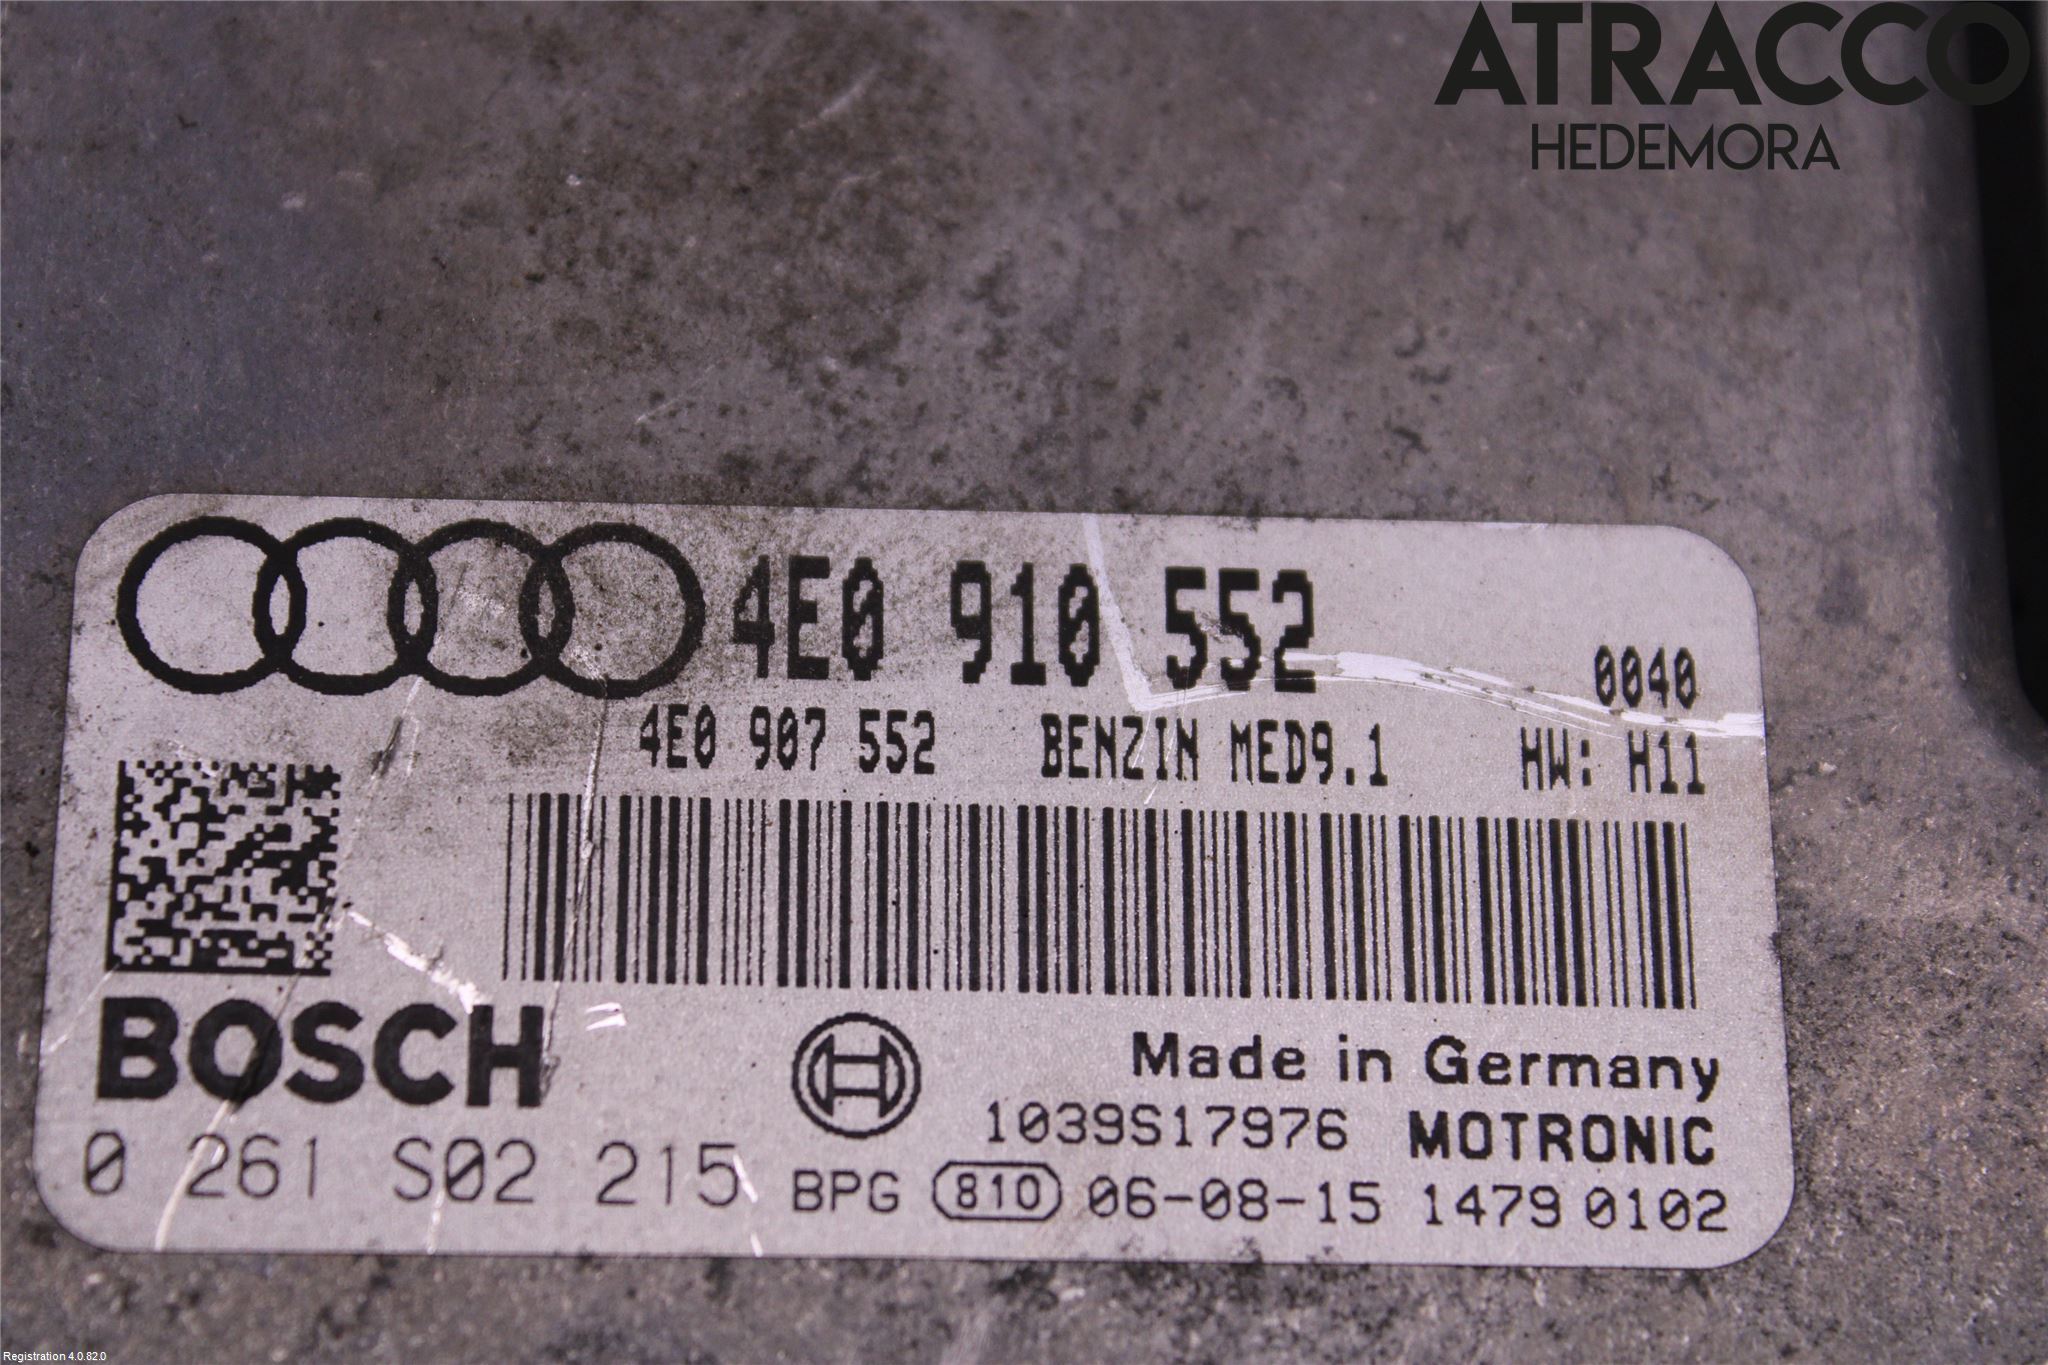 ATRACCO
HEDEMORA
4E0 910 552
0040
4E0 907 552 BENZIN MED9.1 HW: H11
BOSCH
Made in Germany
1039S17976 MOTRONIC
0 261 S02 215 BPG 810 06-08-15 1479 0102
Registration 4.0.82.0